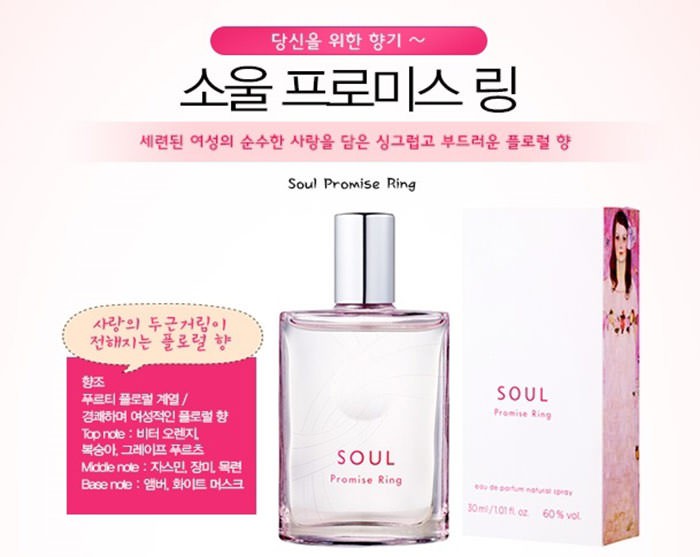 당신을 위한 향기 ~
소울 프로미스 링
세련된 여성의 순수한 사랑을 담은 싱그럽고 부드러운 플로럴 향
Soul Promise Ring
사랑의 두근거림이
전해지는 플로럴 향
향조
푸르티 플로럴 계열 /
경쾌하며 여성적인 플로럴 향
Top note : 비터 오렌지,
복숭아, 그레이프 푸르츠
Middle note : 자스민, 장미, 목련
Base note : 앰버, 화이트 머스크
SOUL
Promise Ring
SOUL
Promise Ring
eau de parfum natural spray
30 ml / 1.01 fl. oz. 60 % vol.